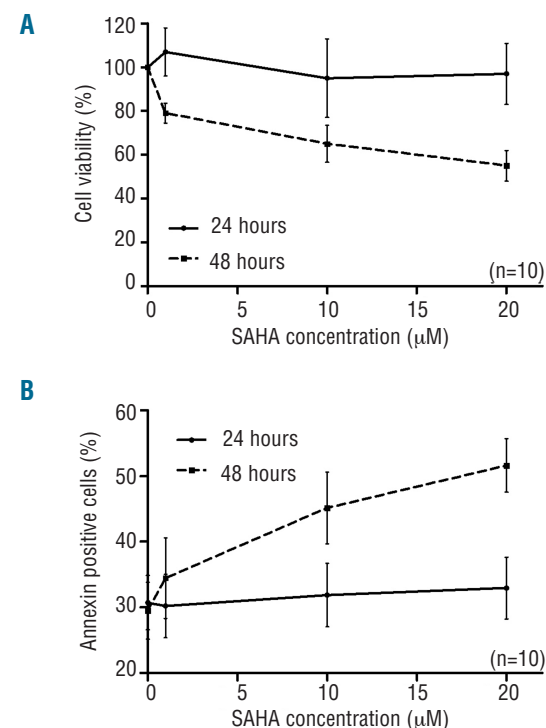 A
120
100
80
60
40
20
0
Cell viability (%)
24 hours
48 hours
(n=10)
0 5 10 15 20
SAHA concentration (μM)
B
60
50
40
30
20
Annexin positive cells (%)
24 hours
48 hours
(n=10)
0 5 10 15 20
SAHA concentration (μM)